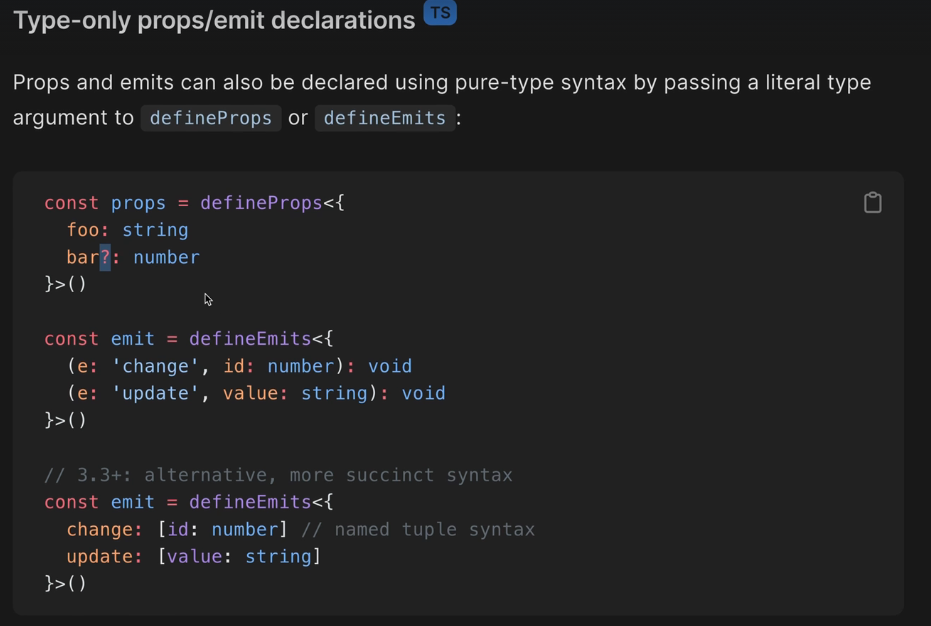 Type-only props/emit declarations TS
Props and emits can also be declared using pure-type syntax by passing a literal type
argument to defineProps or defineEmits :
const props = defineProps<{
  foo: string
  bar?: number
}>()

const emit = defineEmits<{
  (e: 'change', id: number): void
  (e: 'update', value: string): void
}>()

// 3.3+: alternative, more succinct syntax
const emit = defineEmits<{
  change: [id: number] // named tuple syntax
  update: [value: string]
}>()